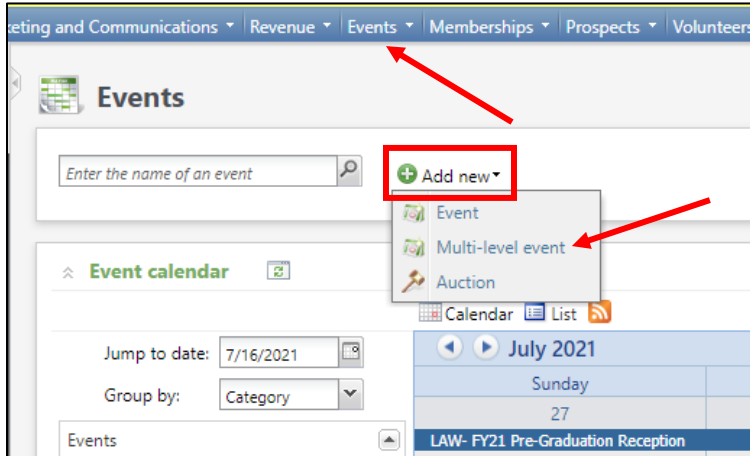 keting and Communications Revenue Events Memberships Prospects Volunteers
Events
Enter the name of an event
Add new
Event
Multi-level event
Auction
Event calendar
Calendar List
Jump to date: 7/16/2021
July 2021
Group by: Category
Sunday
27
Events
LAW- FY21 Pre-Graduation Reception